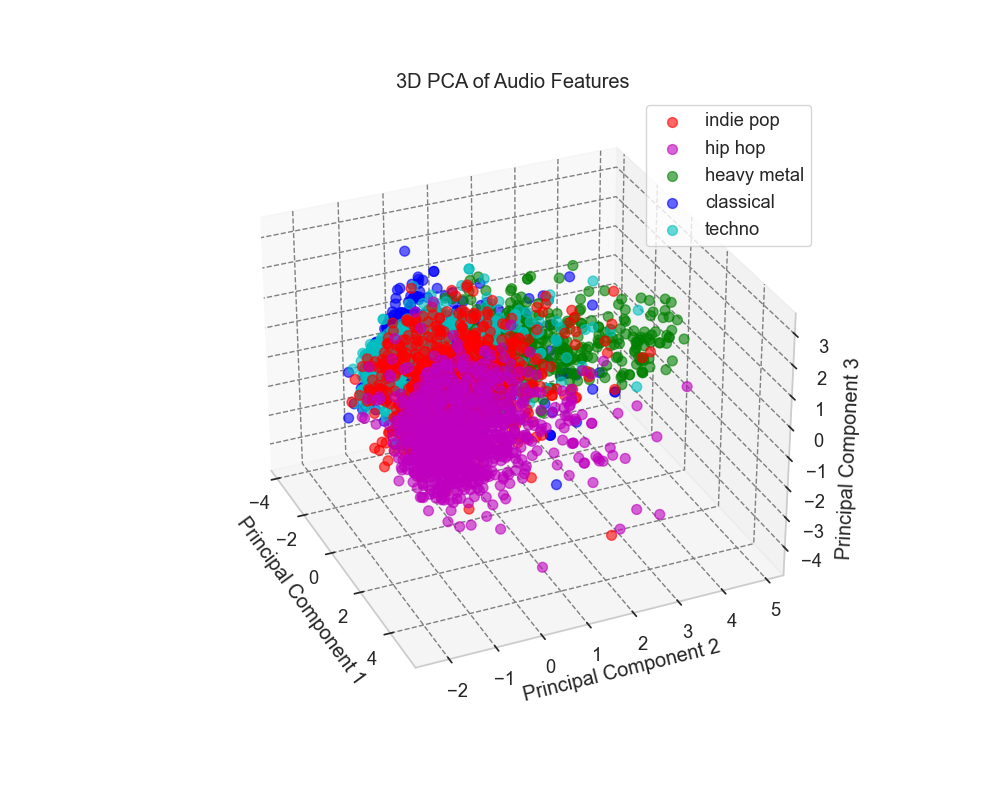 3D PCA of Audio Features
indie pop
hip hop
heavy metal
classical
techno
3
2
1
0
−1
−2
−3
−4
Principal Component 3
−4
−2
0
2
4
Principal Component 1
−2
−1
0
1
2
3
4
5
Principal Component 2